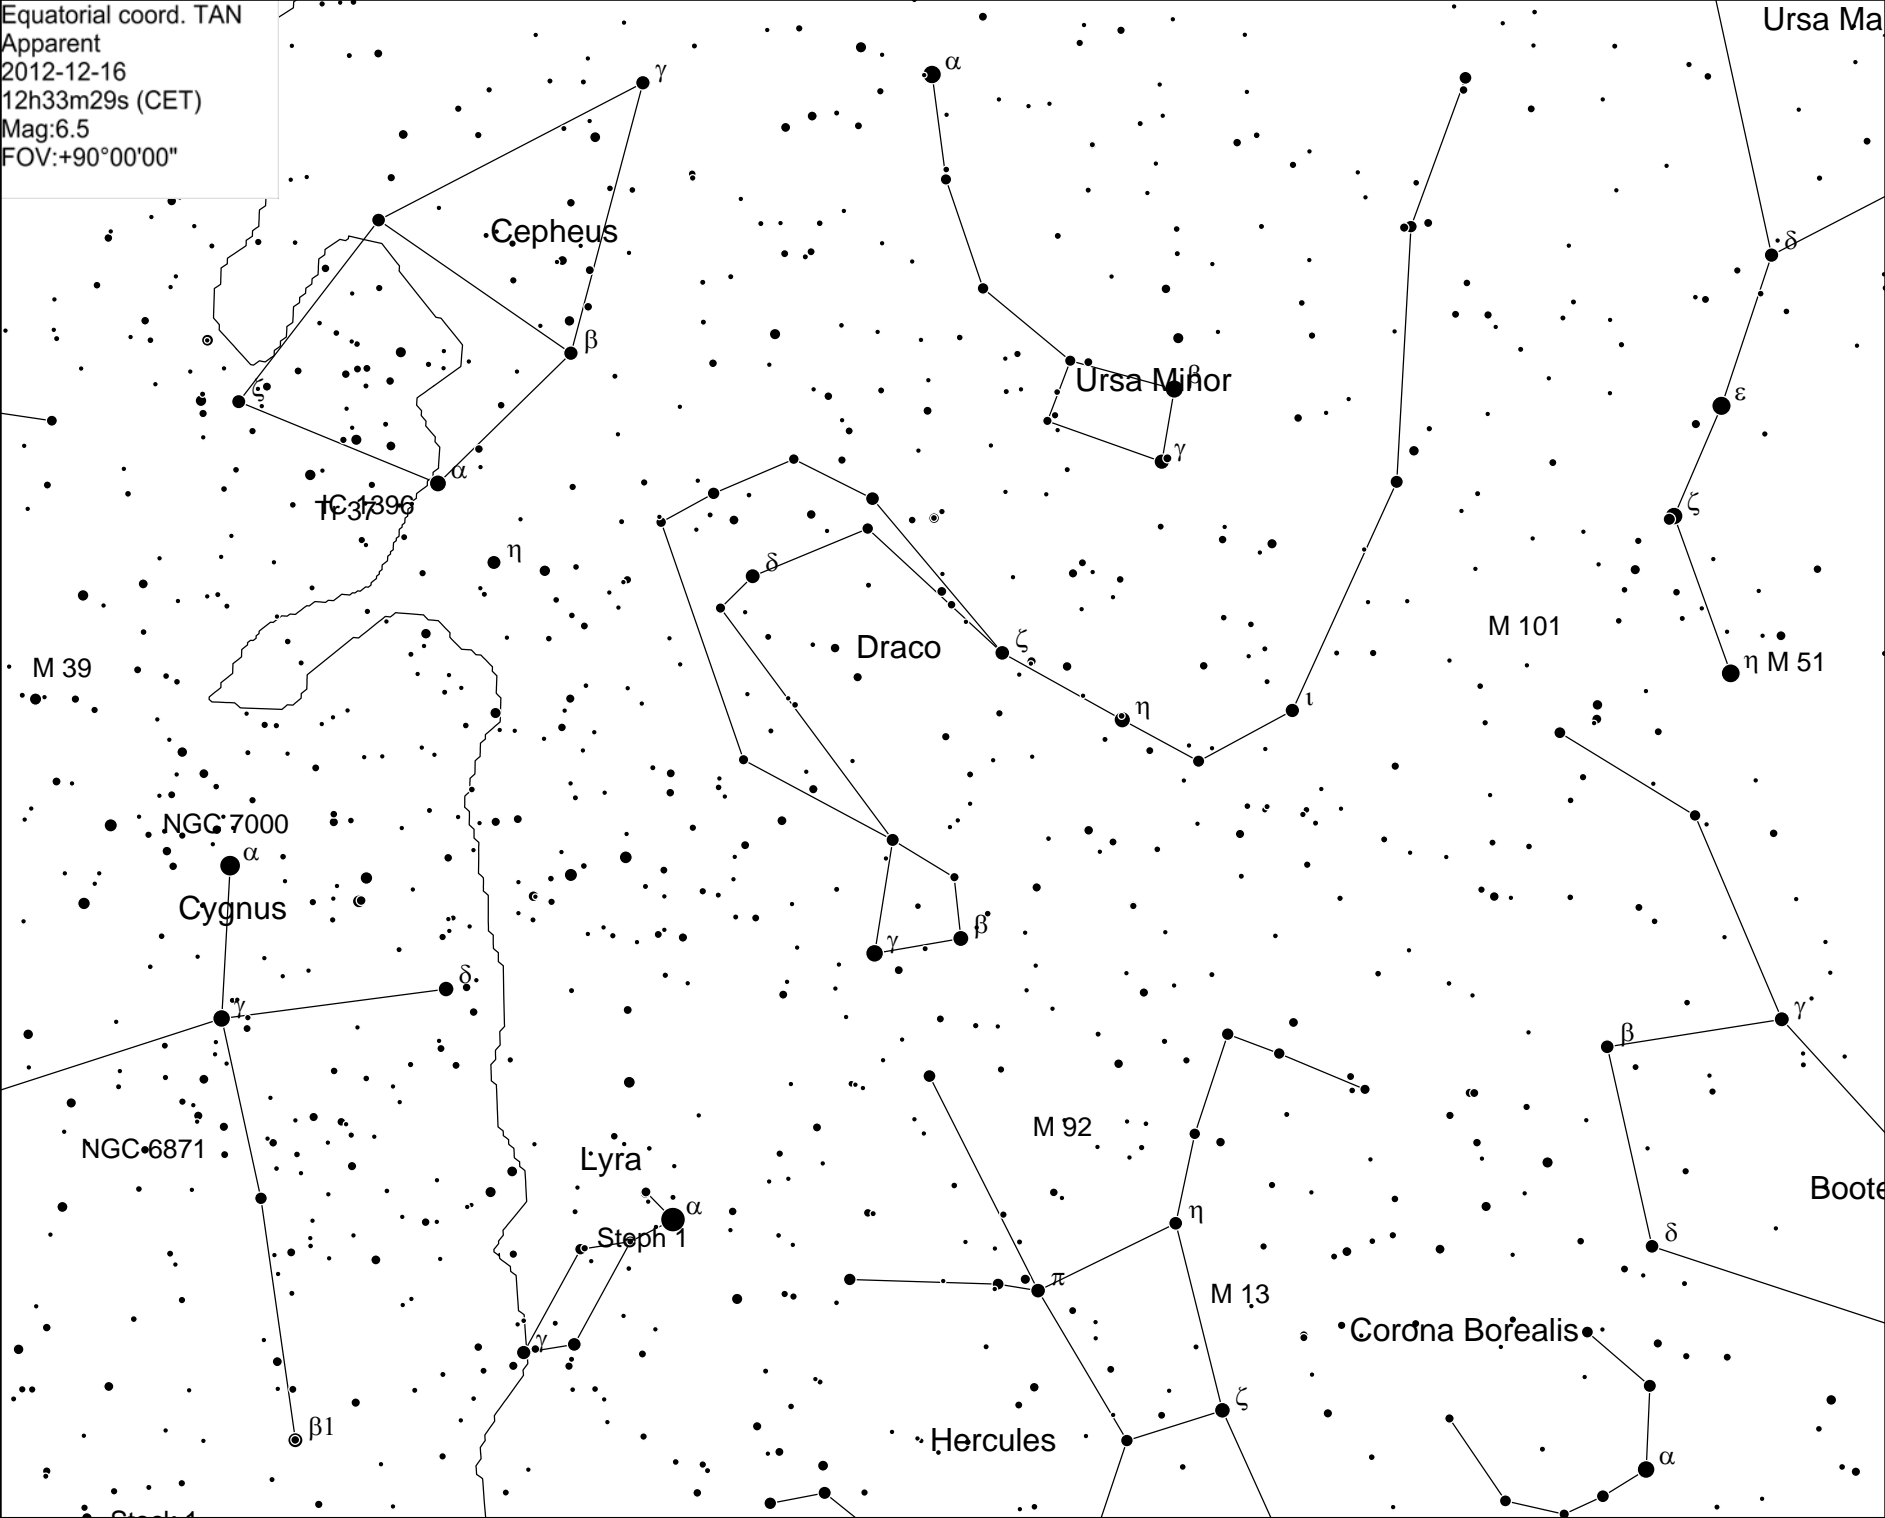 Equatorial coord. TAN
Apparent
2012-12-16
12h33m29s (CET)
Mag:6.5
FOV:+90°00'00"
Ursa Ma
γ
α
Cepheus
δ
β
Ursa Minor
β
ζ
ε
γ
α
IC 1396
Tr 37
ζ
η
δ
M 101
Draco
ζ
M 39
η M 51
η
ι
NGC 7000
α
Cygnus
β
γ
δ
γ
γ
β
M 92
NGC 6871
Lyra
Boote
α
η
Steph 1
δ
π
M 13
γ
Corona Borealis
ζ
β1
Hercules
α